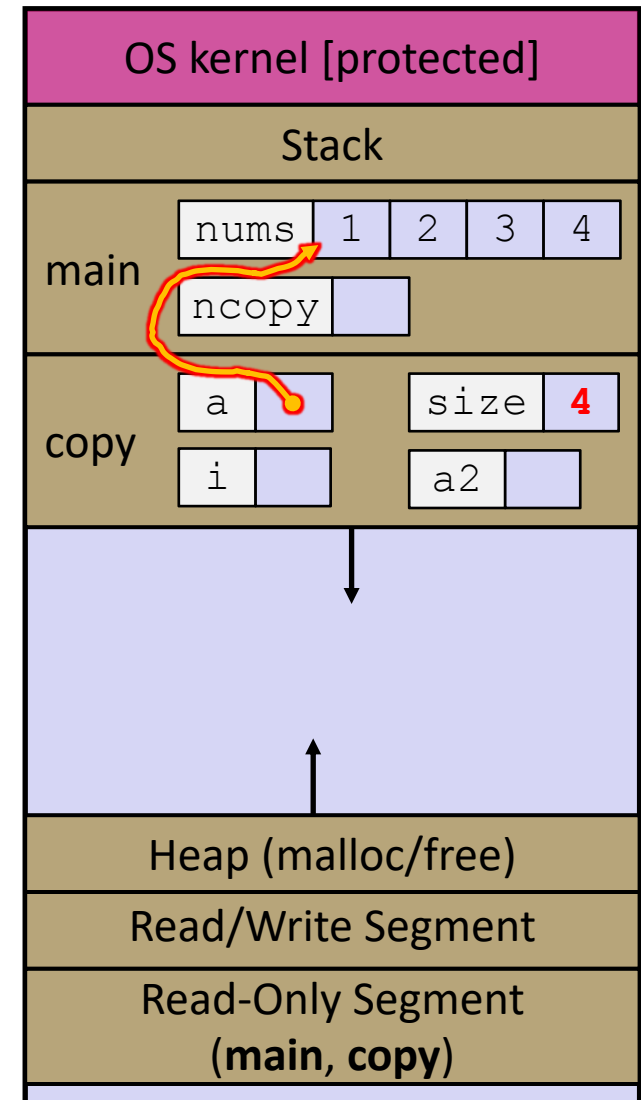 OS kernel [protected]
Stack
main
nums 1 2 3 4
ncopy
copy
a size 4
i a2
Heap (malloc/free)
Read/Write Segment
Read-Only Segment
(main, copy)